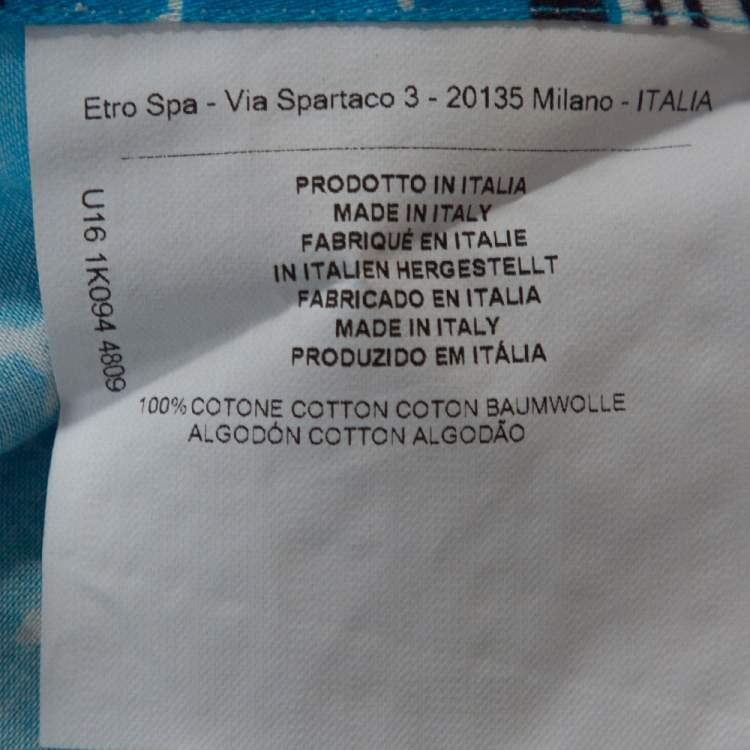 Etro Spa - Via Spartaco 3 - 20135 Milano - ITALIA
PRODOTTO IN ITALIA
MADE IN ITALY
FABRIQUÉ EN ITALIE
IN ITALIEN HERGESTELLT
FABRICADO EN ITALIA
MADE IN ITALY
PRODUZIDO EM ITÁLIA
U16 1K094 4809
100% COTONE COTTON COTON BAUMWOLLE
ALGODÓN COTTON ALGODÃO